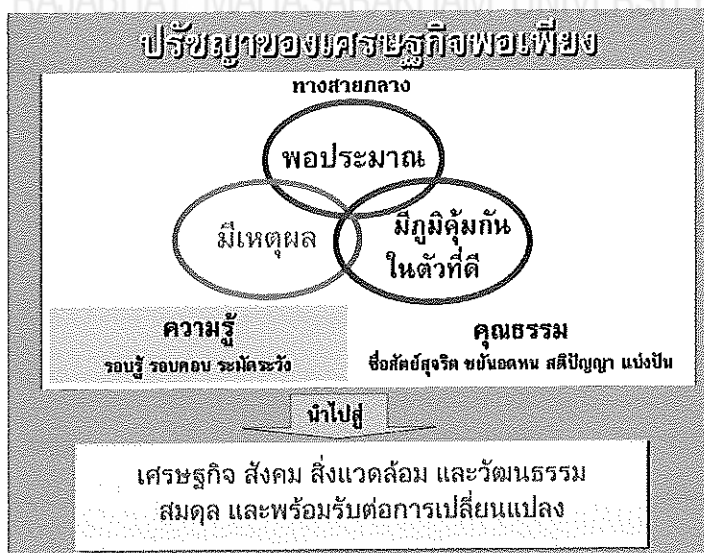 RAJABHAT MAHASARAKHAM UNIVERSITY
ปรัชญาของเศรษฐกิจพอเพียง
ทางสายกลาง
พอประมาณ
มีเหตุผล
มีภูมิคุ้มกัน
ในตัวที่ดี
ความรู้
รอบรู้ รอบคอบ ระมัดระวัง
คุณธรรม
ซื่อสัตย์สุจริต ขยันอดทน สติปัญญา แบ่งปัน
นำไปสู่
เศรษฐกิจ สังคม สิ่งแวดล้อม และวัฒนธรรม
สมดุล และพร้อมรับต่อการเปลี่ยนแปลง